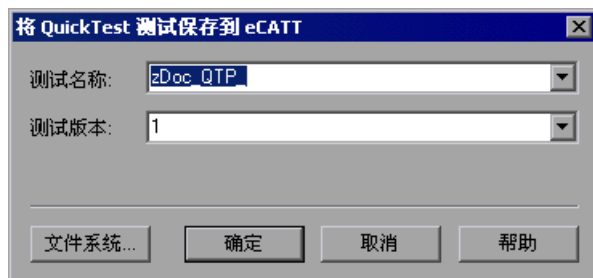 将 QuickTest 测试保存到 eCATT
测试名称: zDoc_QTP_
测试版本: 1
文件系统... 确定 取消 帮助